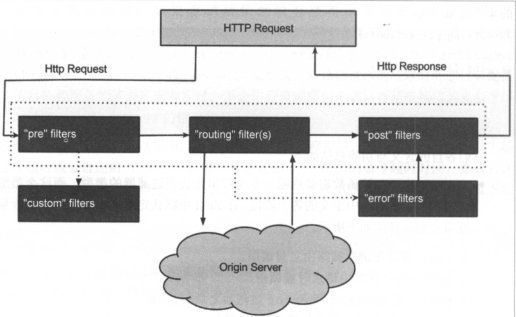 HTTP Request
Http Request
Http Response
"pre" filters
"routing" filter(s)
"post" filters
"custom" filters
"error" filters
Origin Server